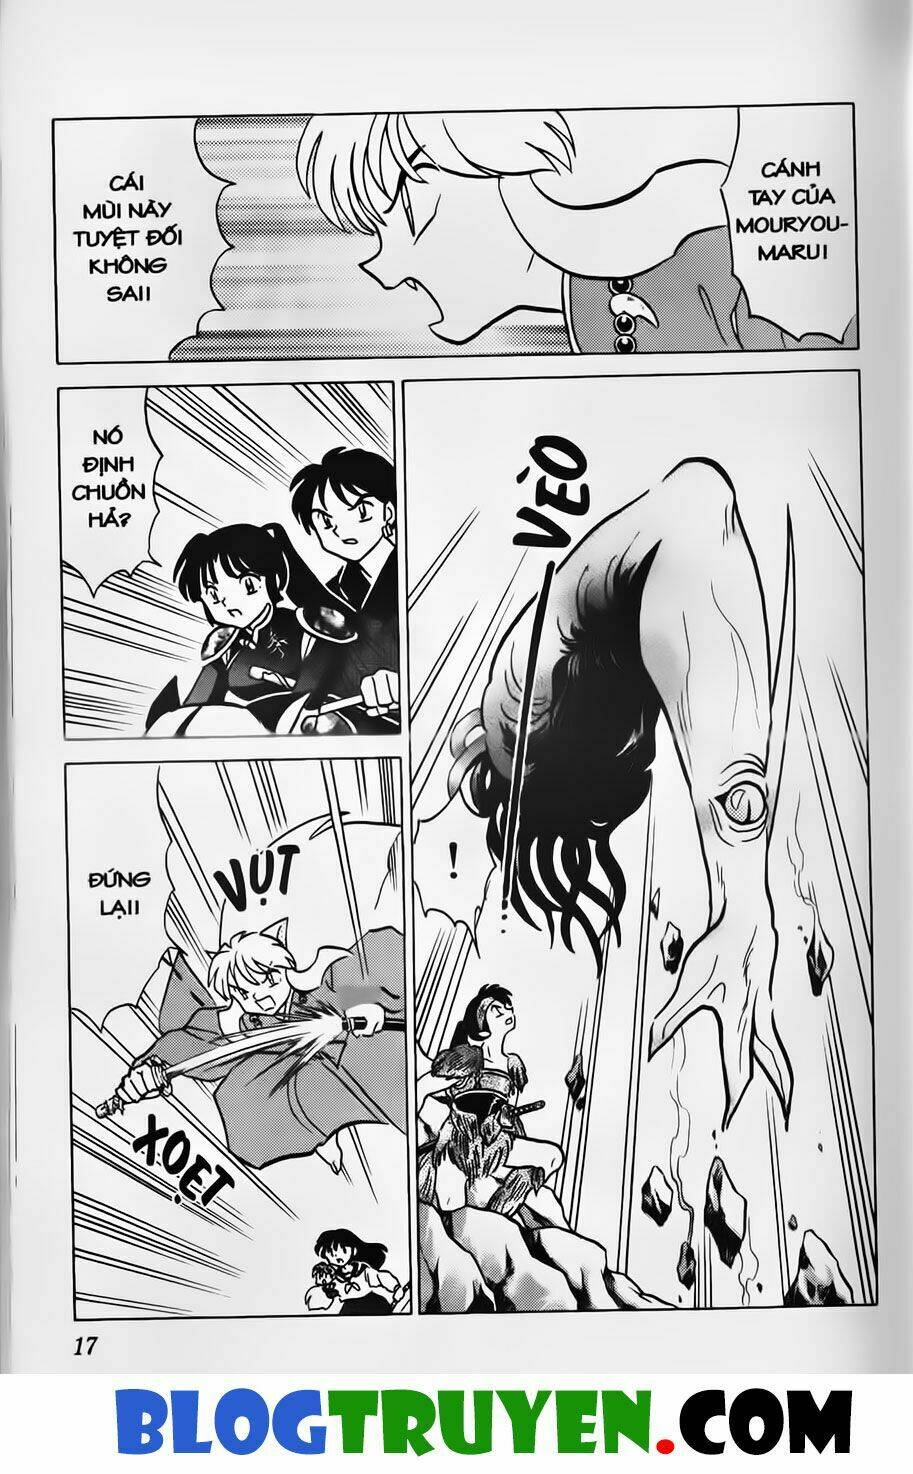 CÁNH
TAY CỦA
MOURYOU-
MARU!
CÁI
MÙI NÀY
TUYỆT ĐỐI
KHÔNG
SAI!
VÈO
!
NÓ
ĐỊNH
CHUỒN
HẢ?
ĐỨNG
LẠI!
VỤT
XOẸT
17
BLOGTRUYEN.COM